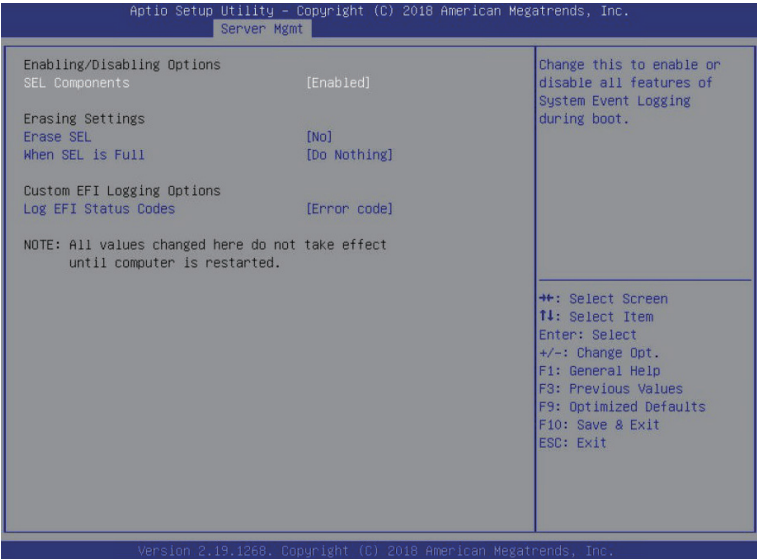 Aptio Setup Utility – Copyright (C) 2018 American Megatrends, Inc.
Server Mgmt
Enabling/Disabling Options
SEL Components [Enabled]
Erasing Settings
Erase SEL [No]
When SEL is Full [Do Nothing]
Custom EFI Logging Options
Log EFI Status Codes [Error code]
NOTE: All values changed here do not take effect
until computer is restarted.
Change this to enable or
disable all features of
System Event Logging
during boot.
→←: Select Screen
↑↓: Select Item
Enter: Select
+/-: Change Opt.
F1: General Help
F3: Previous Values
F9: Optimized Defaults
F10: Save & Exit
ESC: Exit
Version 2.19.1268. Copyright (C) 2018 American Megatrends, Inc.